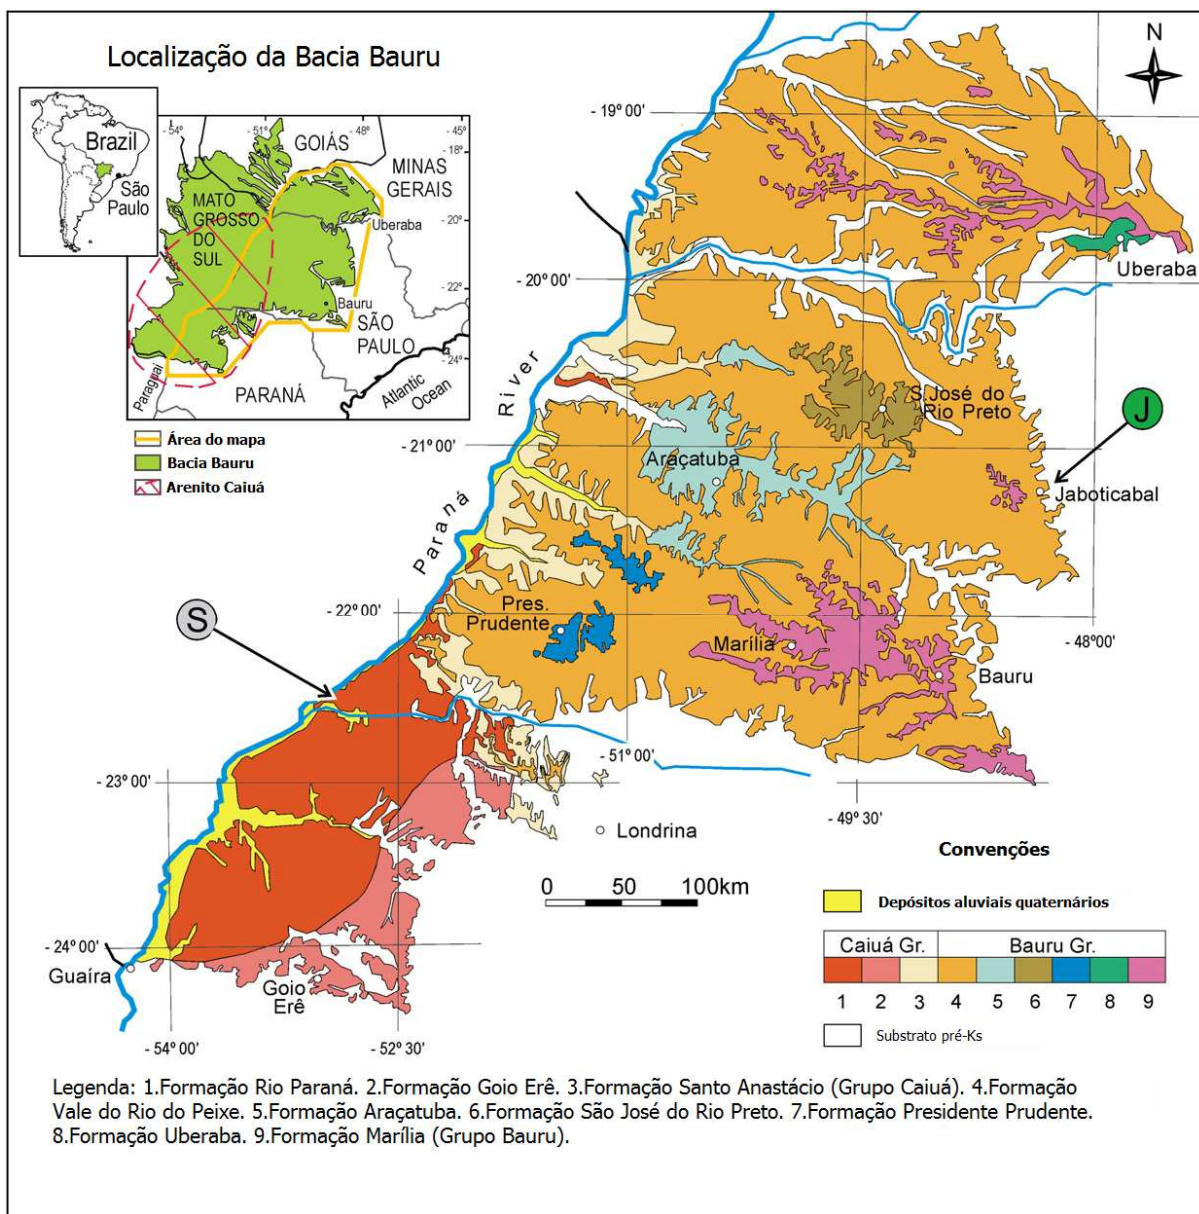 Localização da Bacia Bauru
Brazil
São
Paulo
- 54°
- 51°
- 48°
- 45°
- 18°
- 20°
- 22°
- 24°
GOIÁS
MINAS
GERAIS
MATO
GROSSO
DO
SUL
Uberaba
Bauru
SÃO
PAULO
PARANÁ
Paraguai
Atlantic
Ocean
Área do mapa
Bacia Bauru
Arenito Caiuá
N
- 19° 00'
- 20° 00'
- 21° 00'
- 22° 00'
- 23° 00'
- 24° 00'
- 54° 00'
- 52° 30'
- 51° 00'
- 49° 30'
- 48° 00'
Paraná River
Uberaba
S.José do
Rio Preto
J
Jaboticabal
Araçatuba
Pres.
Prudente
Marília
Bauru
S
Londrina
Guaíra
Goio
Erê
0 50 100km
Convenções
Depósitos aluviais quaternários
Caiuá Gr. Bauru Gr.
1 2 3 4 5 6 7 8 9
Substrato pré-Ks
Legenda: 1.Formação Rio Paraná. 2.Formação Goio Erê. 3.Formação Santo Anastácio (Grupo Caiuá). 4.Formação
Vale do Rio do Peixe. 5.Formação Araçatuba. 6.Formação São José do Rio Preto. 7.Formação Presidente Prudente.
8.Formação Uberaba. 9.Formação Marília (Grupo Bauru).